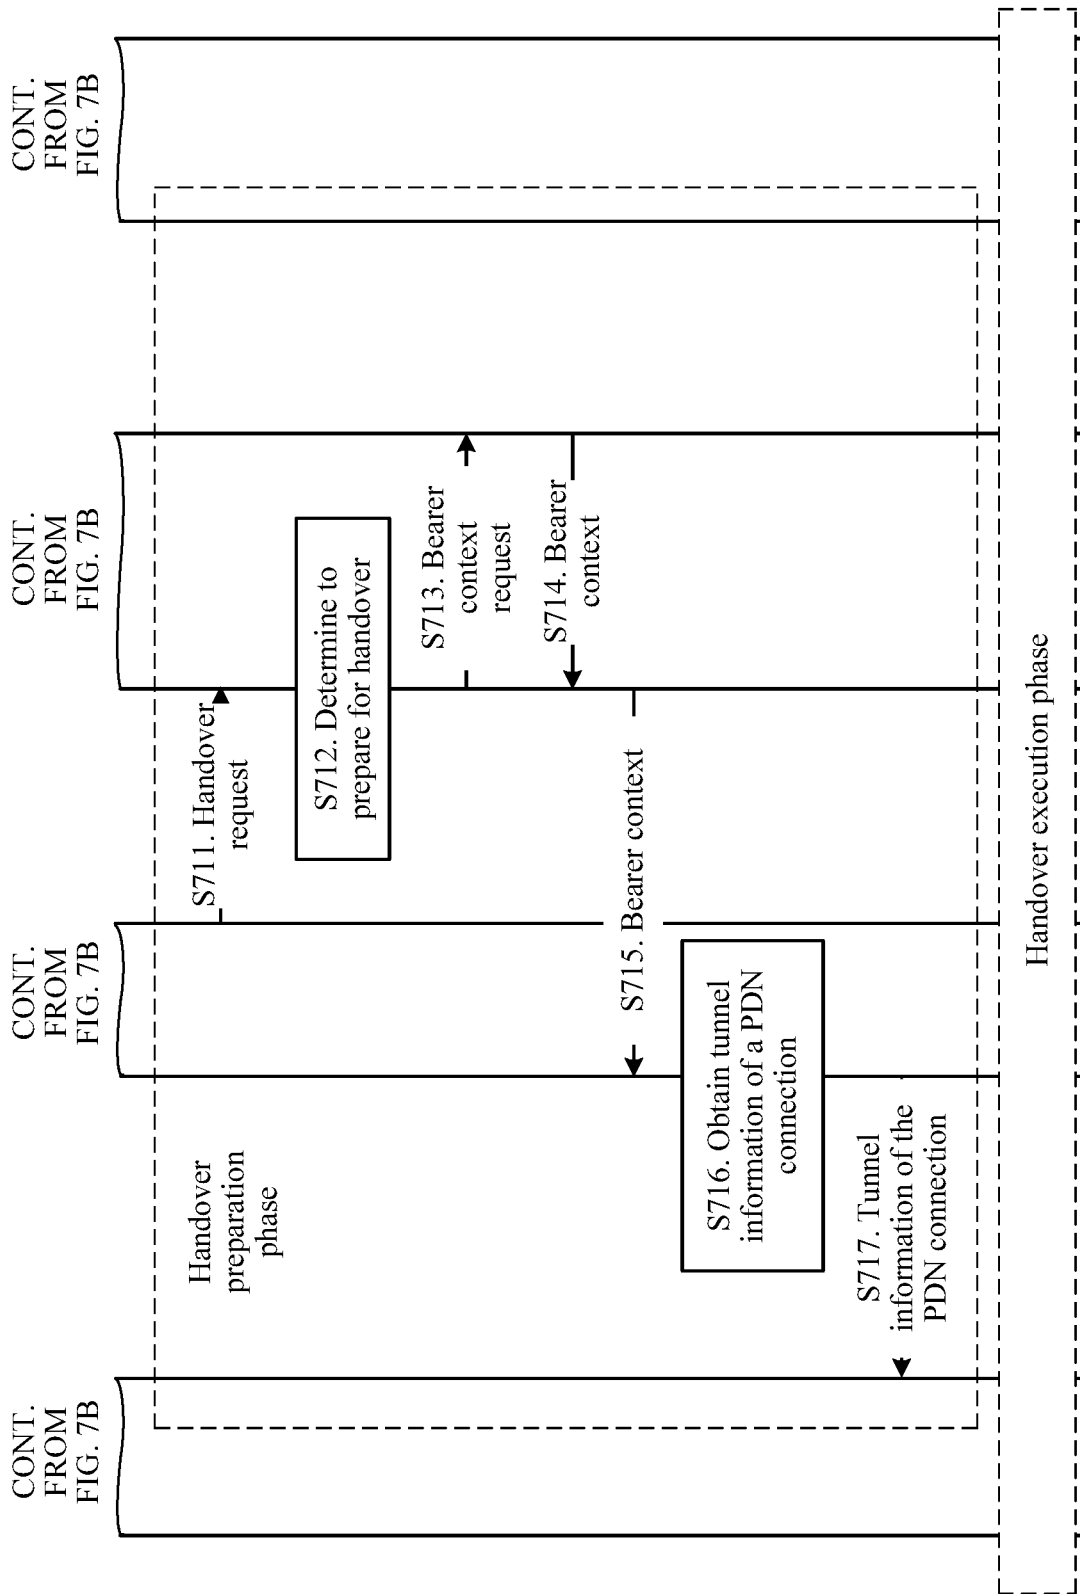 CONT.
FROM
FIG. 7B
CONT.
FROM
FIG. 7B
CONT.
FROM
FIG. 7B
CONT.
FROM
FIG. 7B
Handover
preparation
phase
S711. Handover
request
S712. Determine to
prepare for handover
S713. Bearer
context
request
S714. Bearer
context
S715. Bearer context
S716. Obtain tunnel
information of a PDN
connection
S717. Tunnel
information of the
PDN connection
Handover execution phase